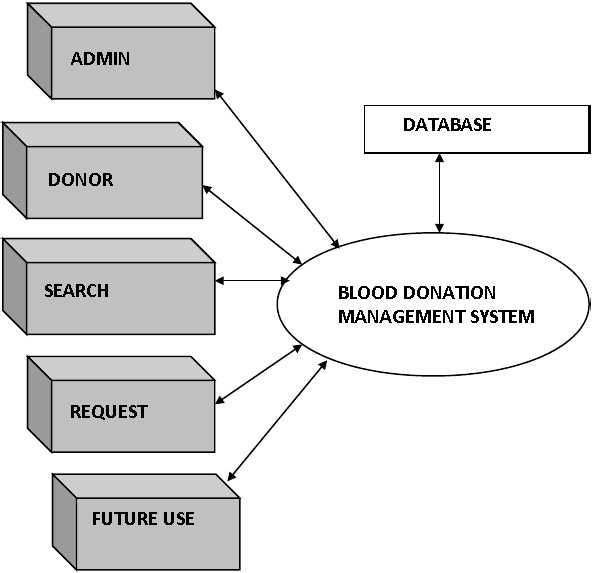 ADMIN
DATABASE
DONOR
SEARCH
BLOOD DONATION
MANAGEMENT SYSTEM
REQUEST
FUTURE USE